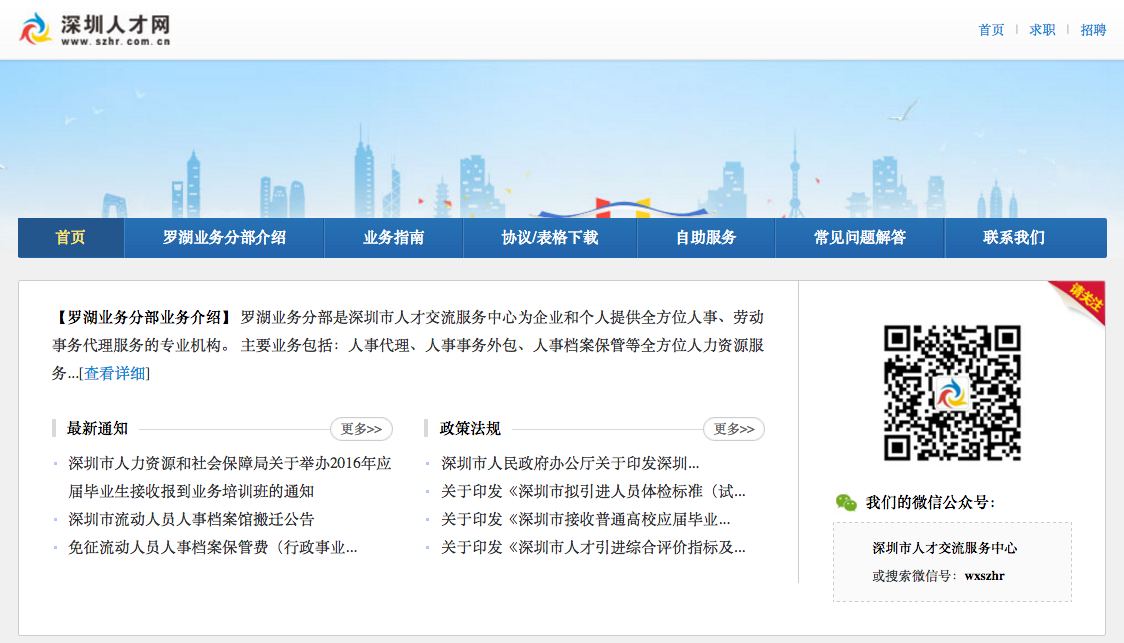 深圳人才网
www.szhr.com.cn
首页 | 求职 | 招聘
首页 罗湖业务分部介绍 业务指南 协议/表格下载 自助服务 常见问题解答 联系我们
请关注
【罗湖业务分部业务介绍】 罗湖业务分部是深圳市人才交流服务中心为企业和个人提供全方位人事、劳动
事务代理服务的专业机构。 主要业务包括：人事代理、人事事务外包、人事档案保管等全方位人力资源服
务...[查看详细]
最新通知 更多>>
深圳市人力资源和社会保障局关于举办2016年应
届毕业生接收报到业务培训班的通知
深圳市流动人员人事档案馆搬迁公告
免征流动人员人事档案保管费（行政事业...
政策法规 更多>>
深圳市人民政府办公厅关于印发深圳...
关于印发《深圳市拟引进人员体检标准（试...
关于印发《深圳市接收普通高校应届毕业...
关于印发《深圳市人才引进综合评价指标及...
我们的微信公众号：
深圳市人才交流服务中心
或搜索微信号：wxszhr